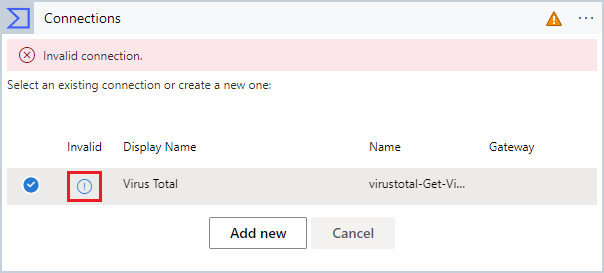 Connections
Invalid connection.
Select an existing connection or create a new one:
Invalid Display Name Name Gateway
Virus Total virustotal-Get-Vi...
Add new Cancel